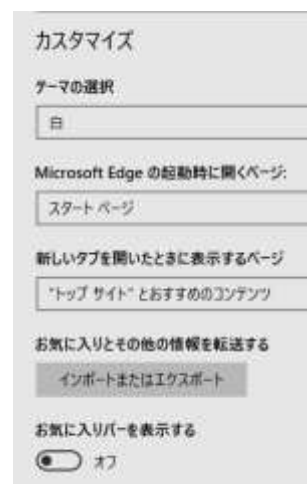 カスタマイズ
テーマの選択
白
Microsoft Edge の起動時に開くページ:
スタート ページ
新しいタブを開いたときに表示するページ
"トップ サイト" とおすすめのコンテンツ
お気に入りとその他の情報を転送する
インポートまたはエクスポート
お気に入りバーを表示する
オフ